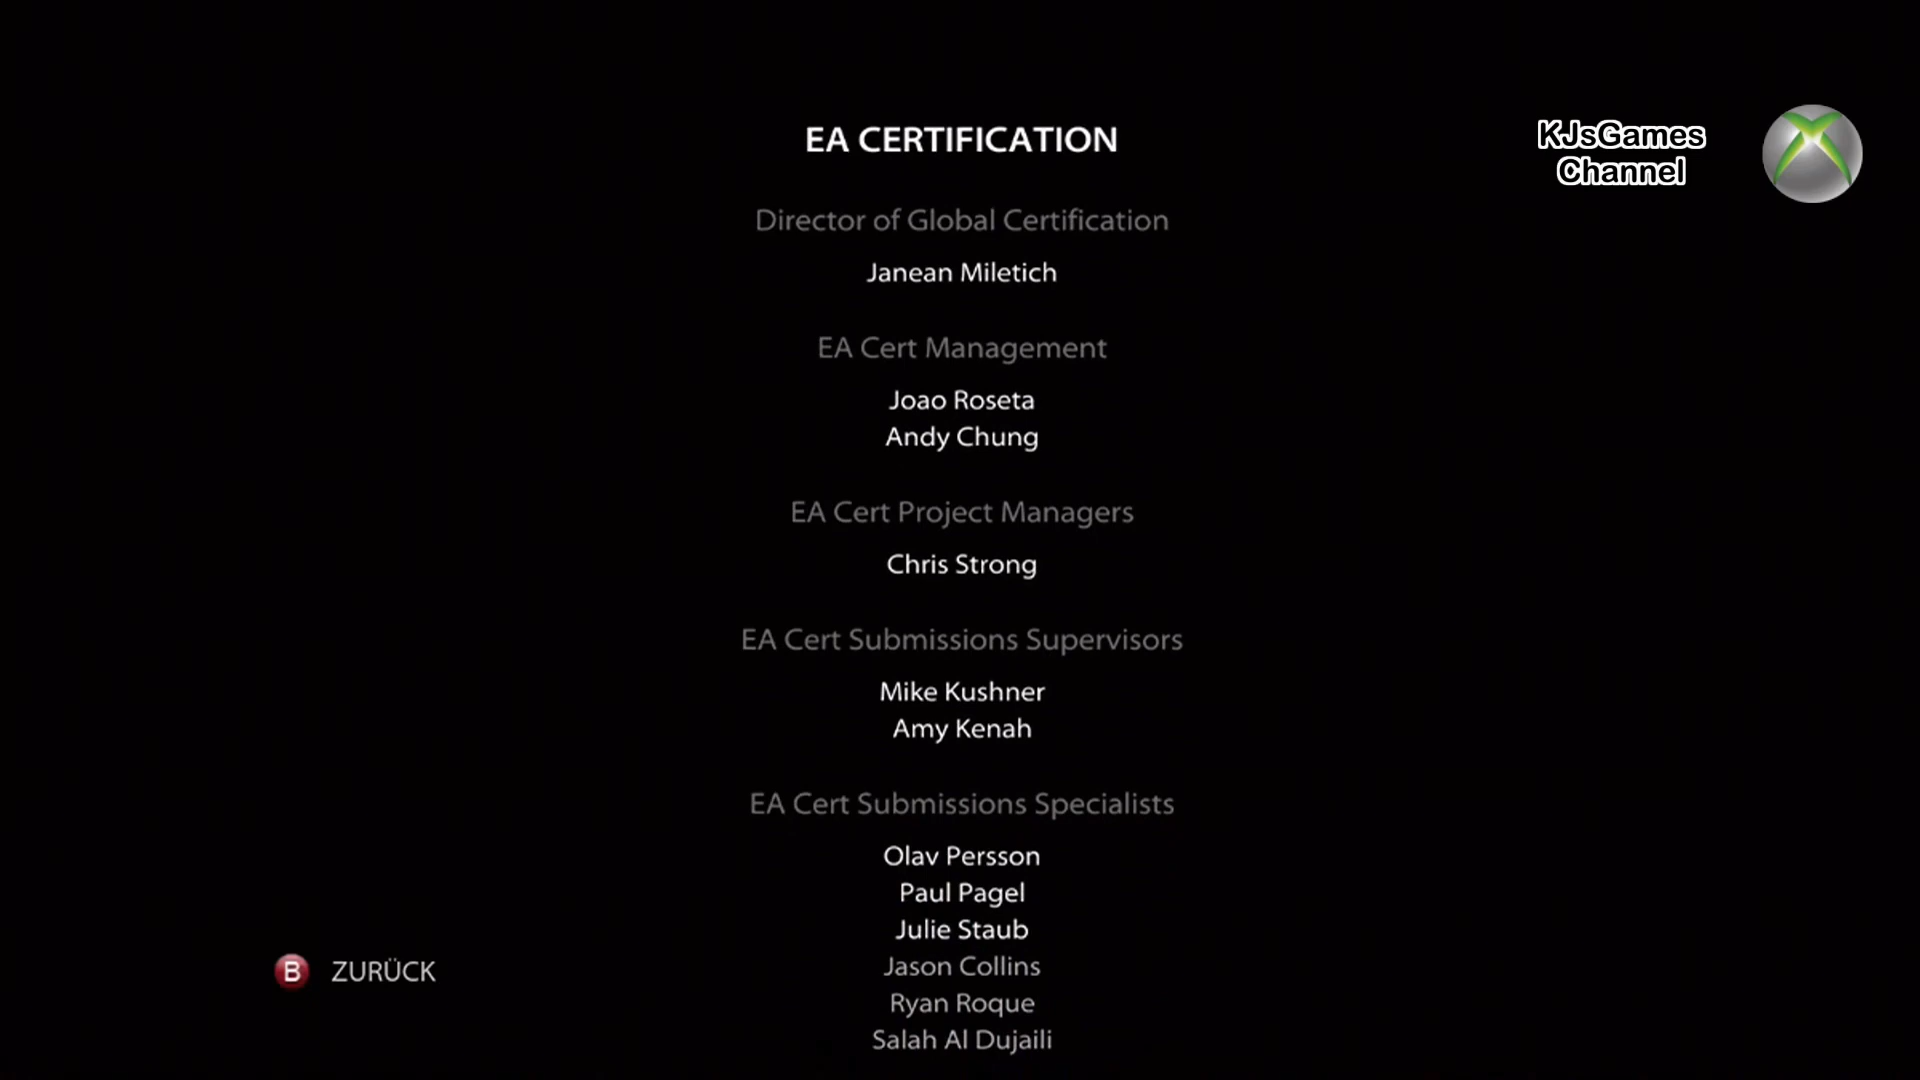 EA CERTIFICATION
KJsGames
Channel
Director of Global Certification
Janean Miletich
EA Cert Management
Joao Roseta
Andy Chung
EA Cert Project Managers
Chris Strong
EA Cert Submissions Supervisors
Mike Kushner
Amy Kenah
EA Cert Submissions Specialists
Olav Persson
Paul Pagel
Julie Staub
Jason Collins
Ryan Roque
Salah Al Dujaili
B ZURÜCK